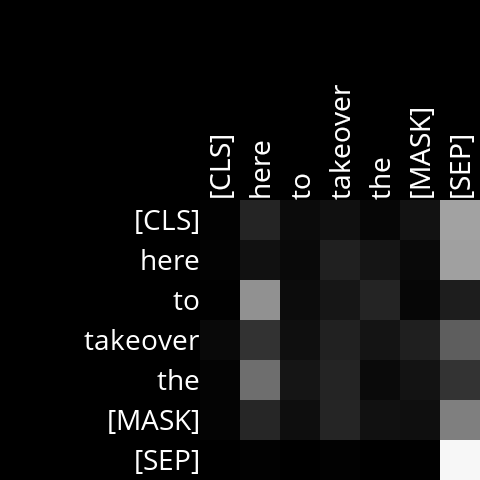 [CLS] here to takeover the [MASK] [SEP]
[CLS]
here
to
takeover
the
[MASK]
[SEP]